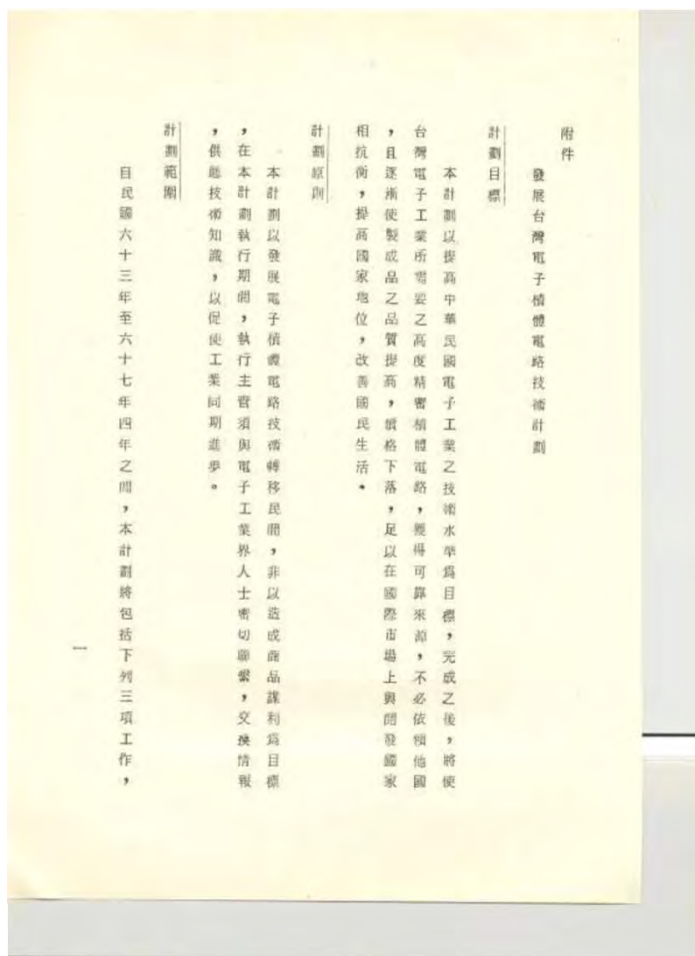 附件
發展台灣電子積體電路技術計劃
計劃目標
本計劃以提高中華民國電子工業之技術水準為目標,完成之後,將使
台灣電子工業所需要之高度精密積體電路,獲得可靠來源,不必依賴他國
,且逐漸使製成品之品質提高,價格下落,足以在國際市場上與開發國家
相抗衡,提高國家地位,改善國民生活。
計劃原則
本計劃以發展電子積體電路技術轉移民間,非以造成商品謀利為目標
,在本計劃執行期間,執行主管須與電子工業界人士密切聯繫,交換情報
,供應技術知識,以促使工業同期進步。
計劃範圍
自民國六十三年至六十七年四年之間,本計劃將包括下列三項工作,
一